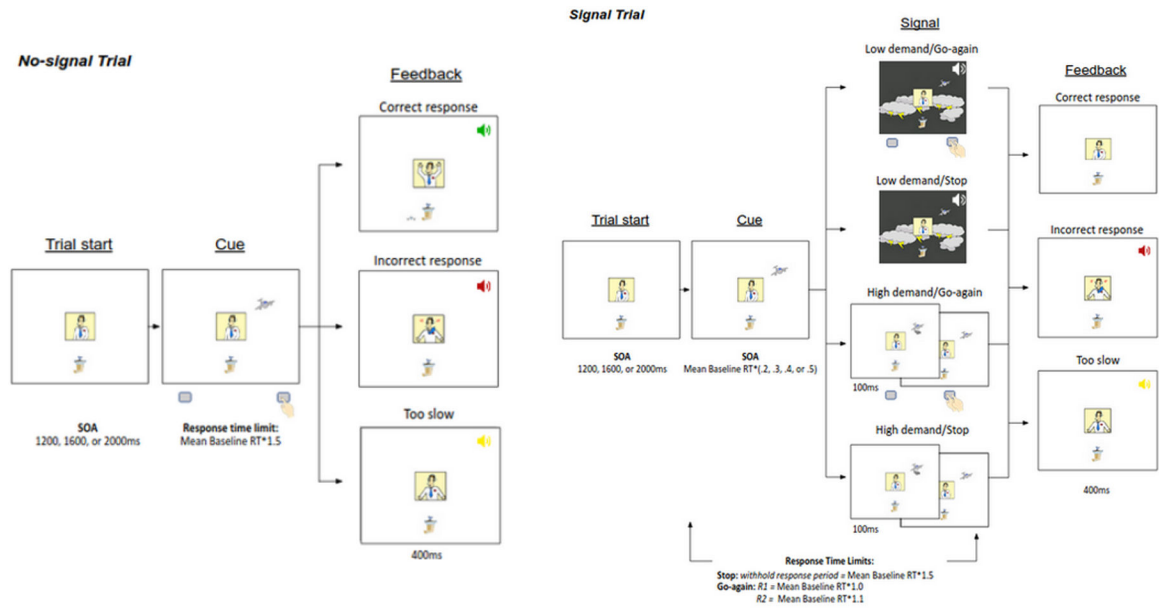 No-signal Trial
Feedback
Correct response
Trial start
Cue
Incorrect response
SOA
1200, 1600, or 2000ms
Response time limit:
Mean Baseline RT*1.5
Too slow
400ms
Signal Trial
Signal
Low demand/Go-again
Feedback
Correct response
Low demand/Stop
Trial start
Cue
Incorrect response
High demand/Go-again
SOA
1200, 1600, or 2000ms
SOA
Mean Baseline RT*(.2, .3, .4, or .5)
100ms
Too slow
High demand/Stop
400ms
100ms
Response Time Limits:
Stop: withhold response period = Mean Baseline RT*1.5
Go-again: R1 = Mean Baseline RT*1.0
R2 = Mean Baseline RT*1.1